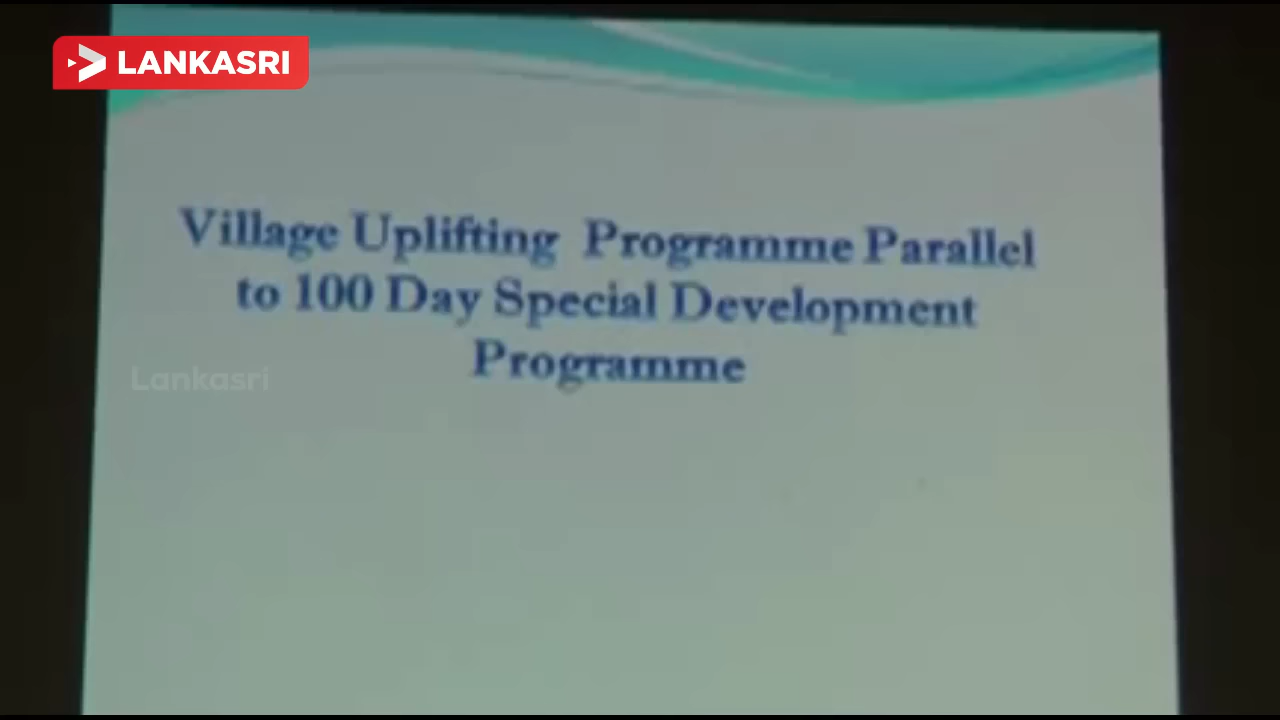 LANKASRI
Village Uplifting Programme Parallel
to 100 Day Special Development
Programme
Lankasri